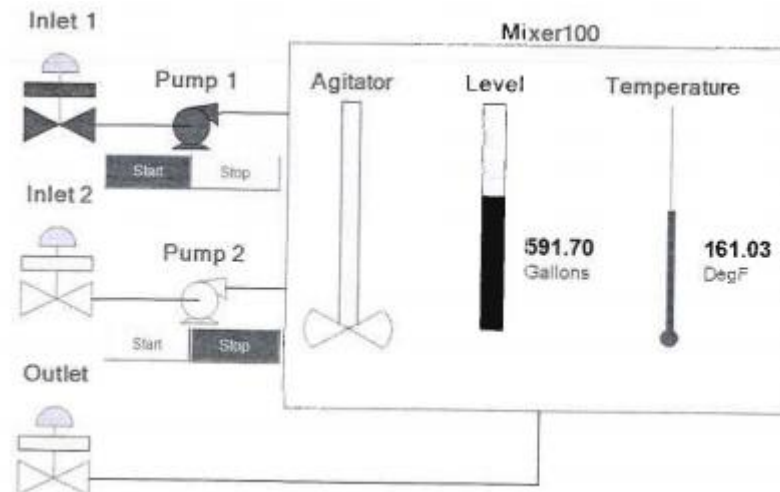 Inlet 1
Mixer100
Pump 1
Agitator
Level
Temperature
Start
Stop
Inlet 2
Pump 2
591.70
Gallons
161.03
DegF
Start
Stop
Outlet